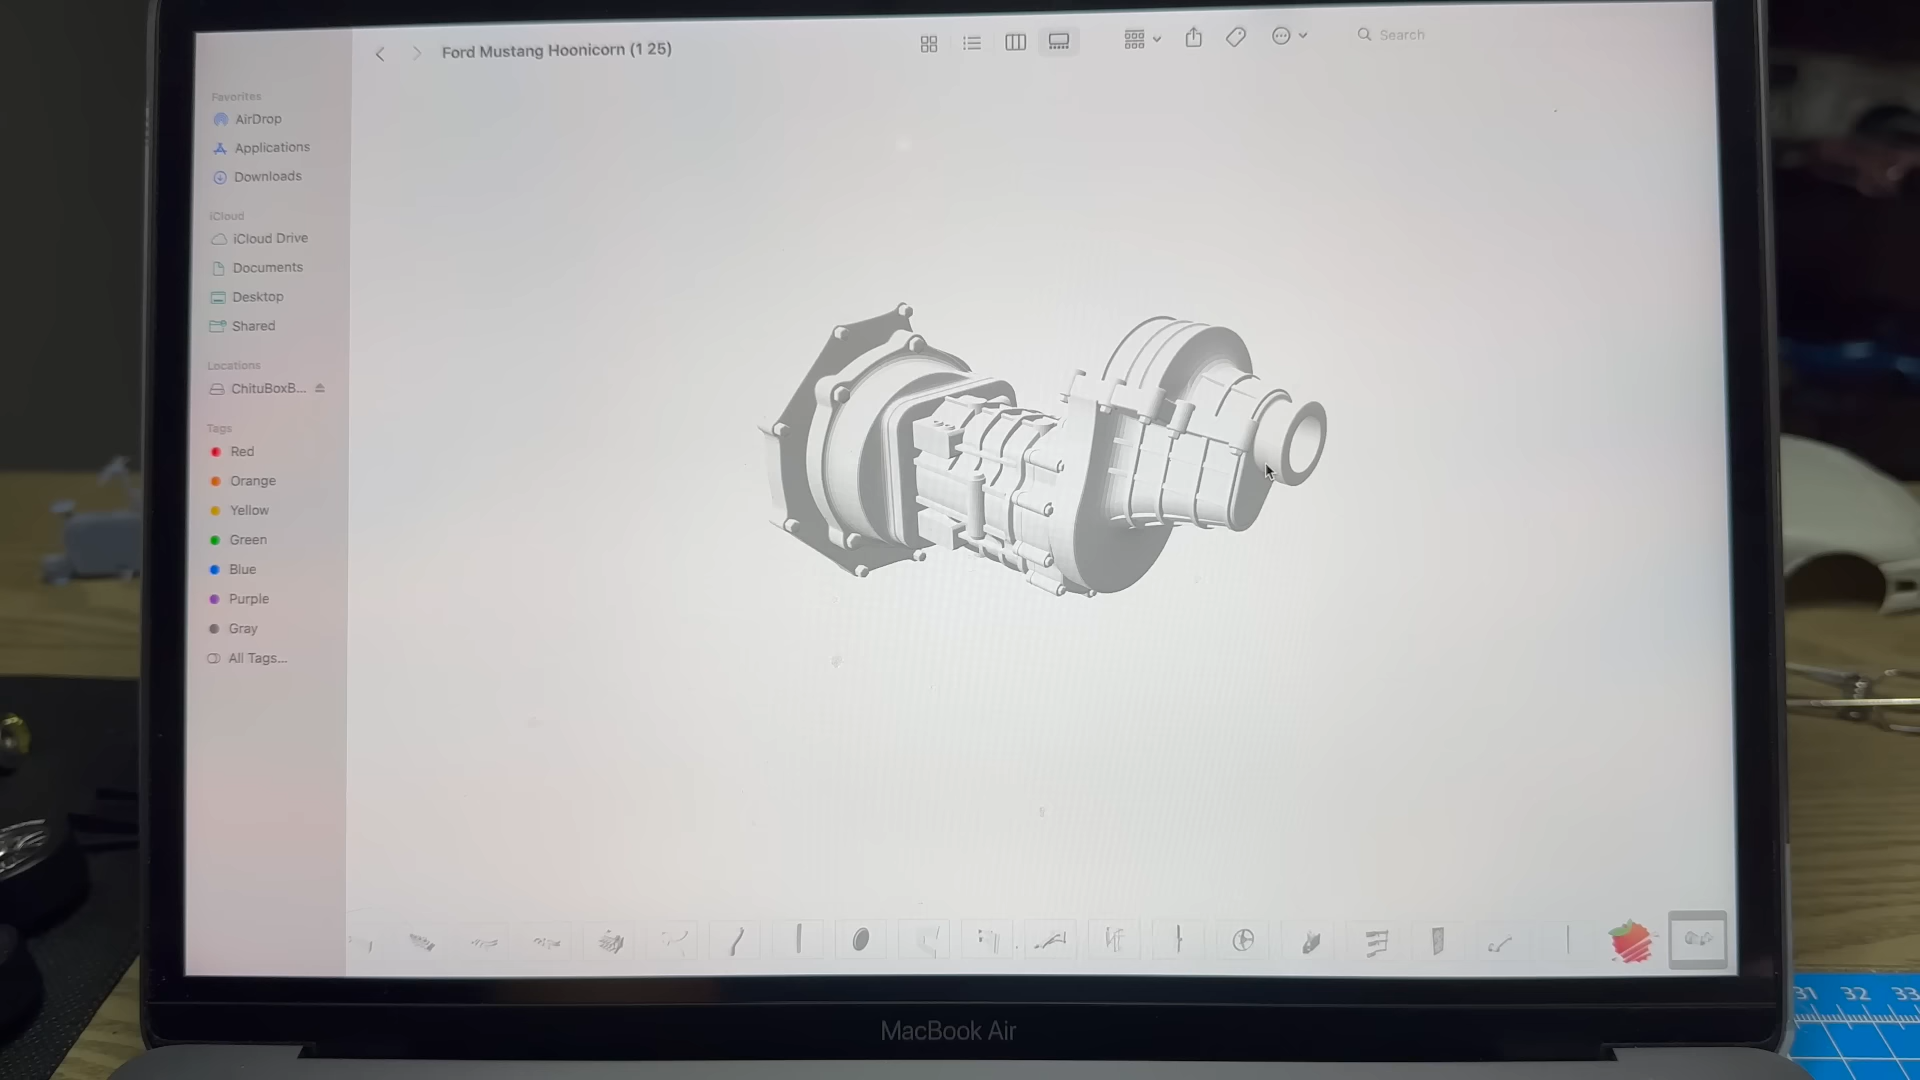 Ford Mustang Hoonicorn (1 25)
Search
Favorites
AirDrop
Applications
Downloads
iCloud
iCloud Drive
Documents
Desktop
Shared
Locations
ChituBoxB...
Tags
Red
Orange
Yellow
Green
Blue
Purple
Gray
All Tags...
MacBook Air
31 32 33